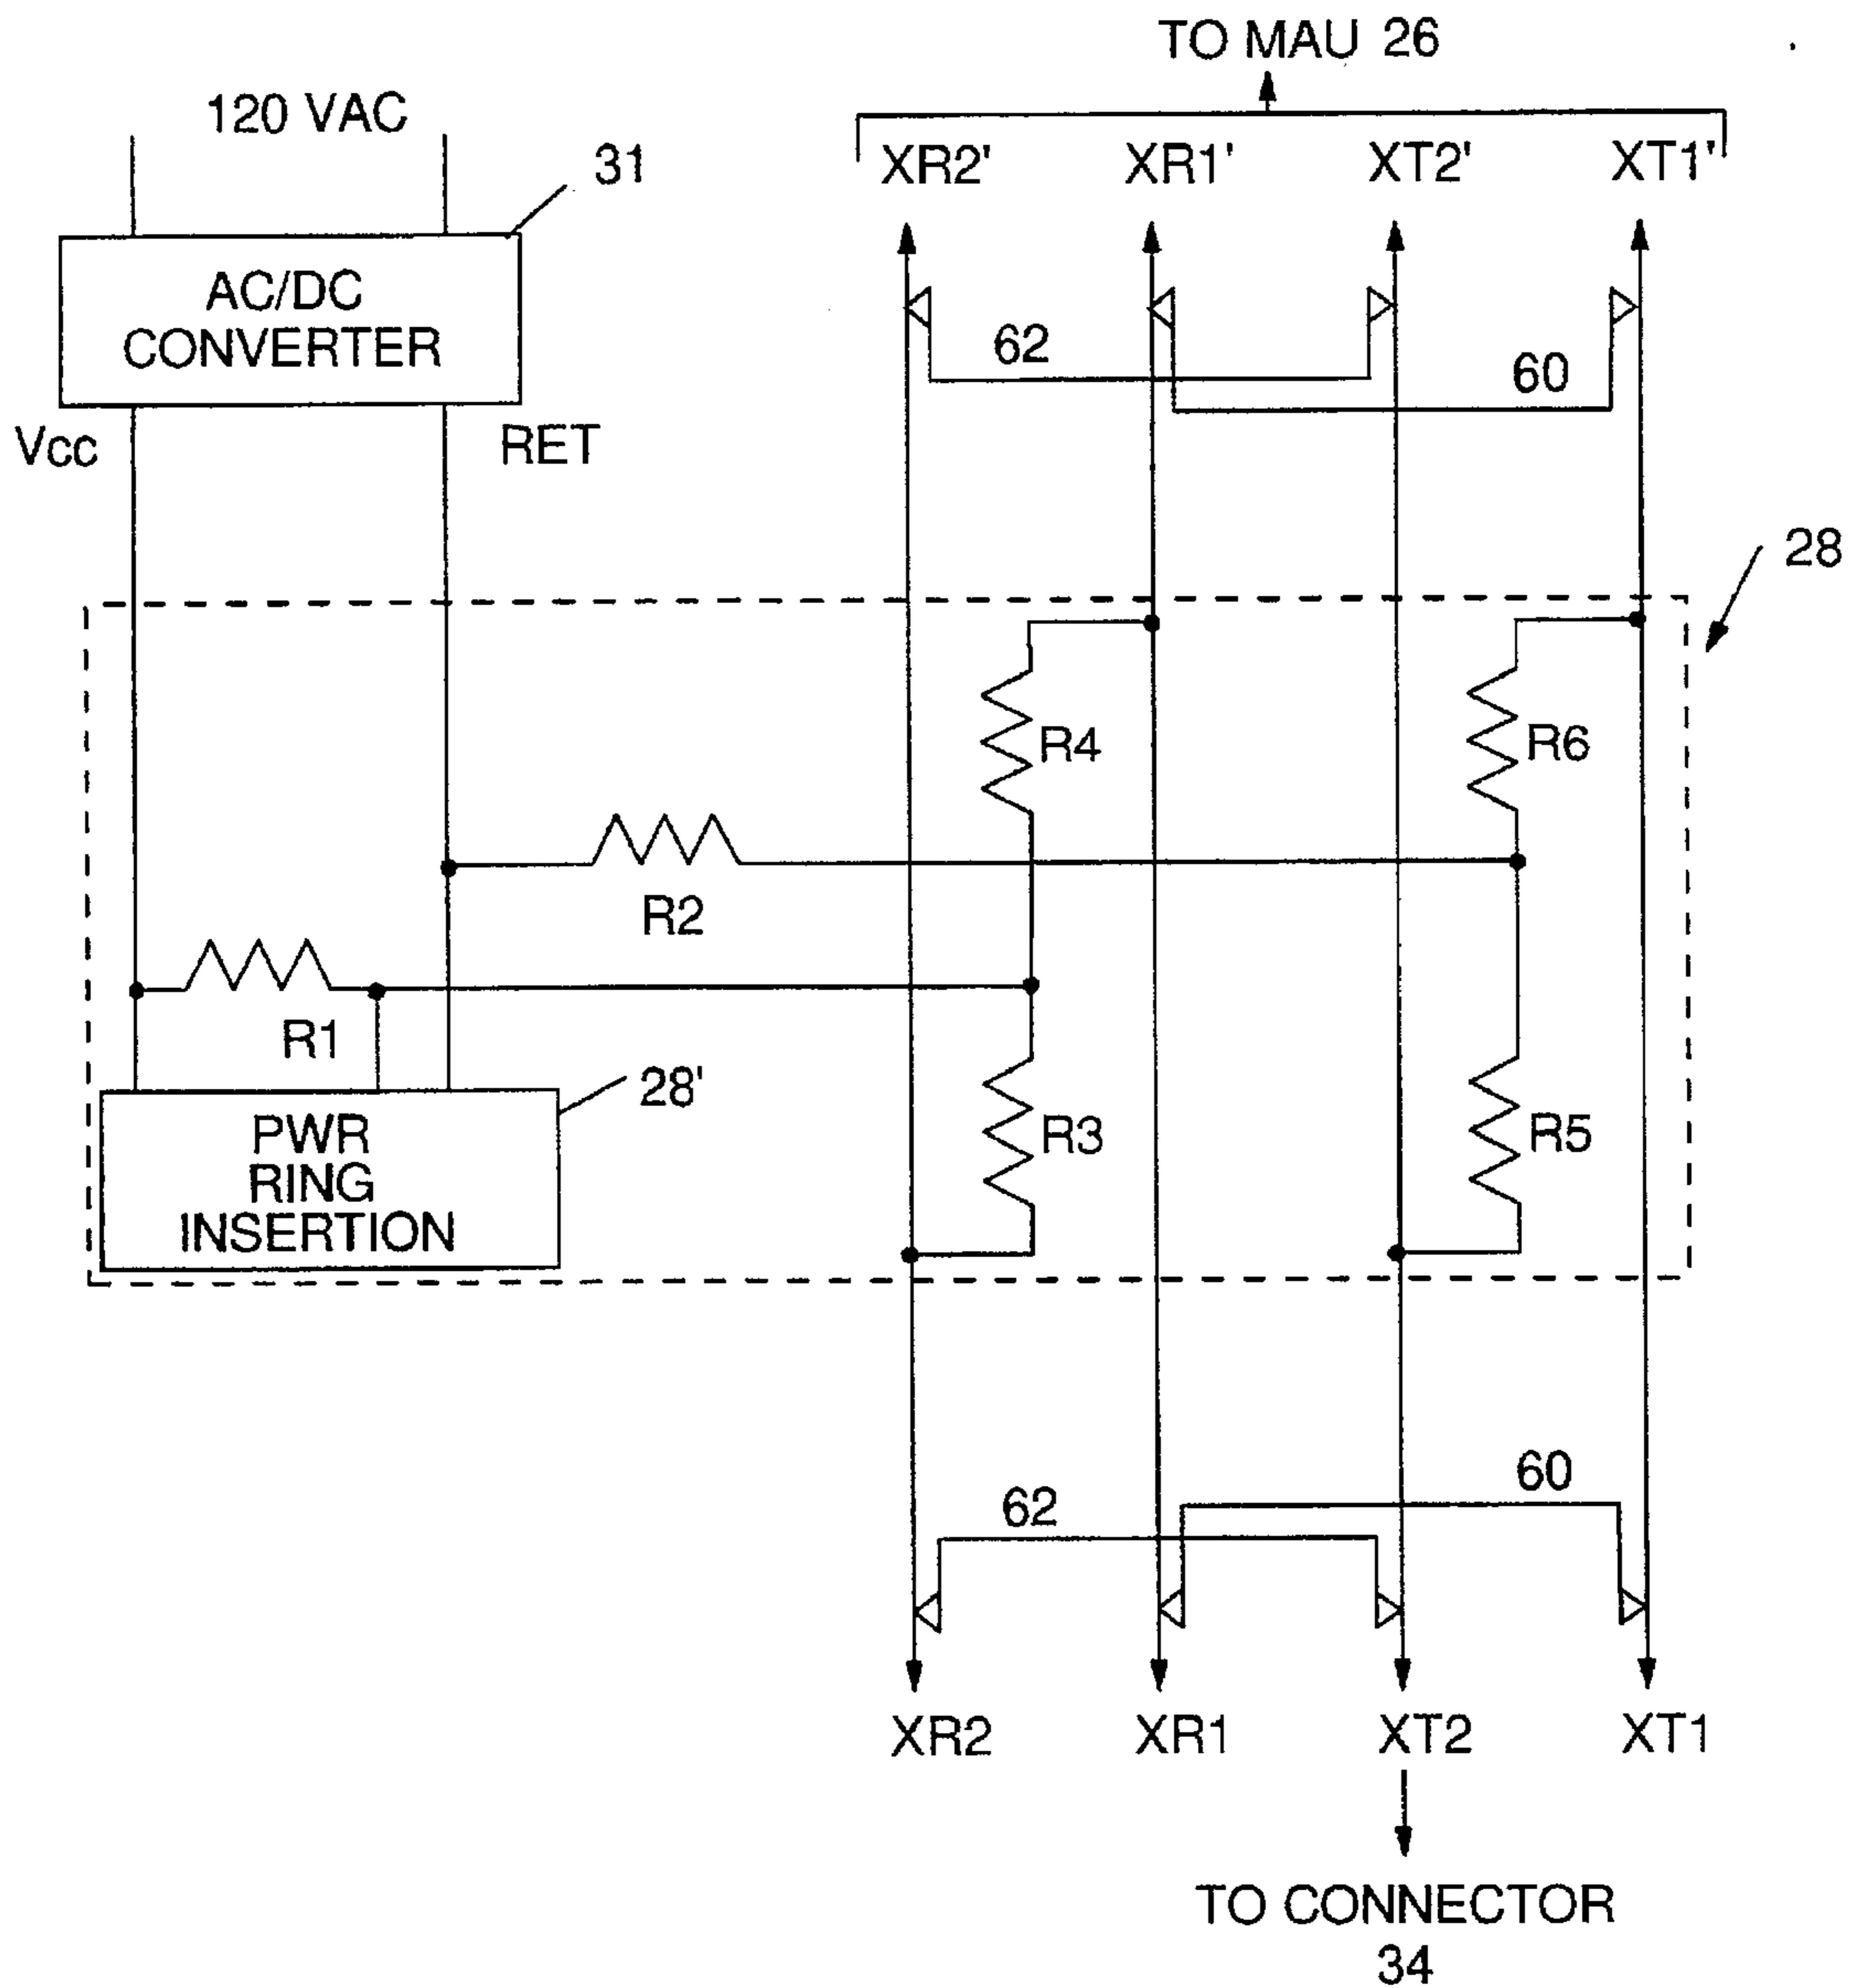 TO MAU 26
120 VAC
31
XR2' XR1' XT2' XT1'
AC/DC
CONVERTER
62
60
Vcc
RET
28
R4
R6
R2
R1
28'
PWR
RING
INSERTION
R3
R5
60
62
XR2 XR1 XT2 XT1
TO CONNECTOR
34